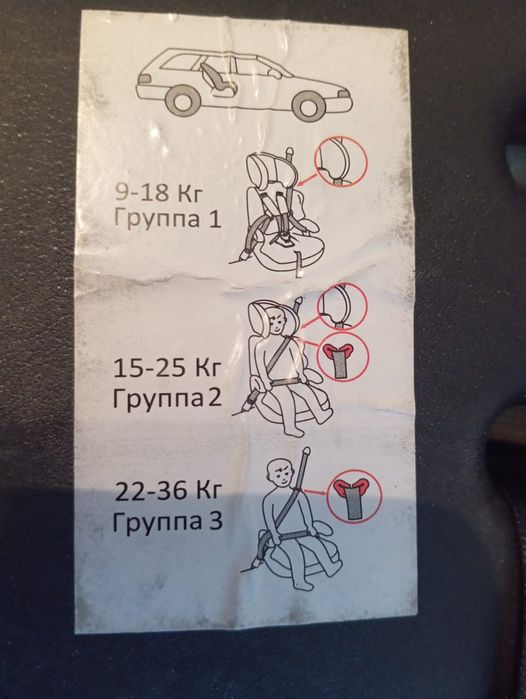 9-18 Кг
Группа 1
15-25 Кг
Группа 2
22-36 Кг
Группа 3